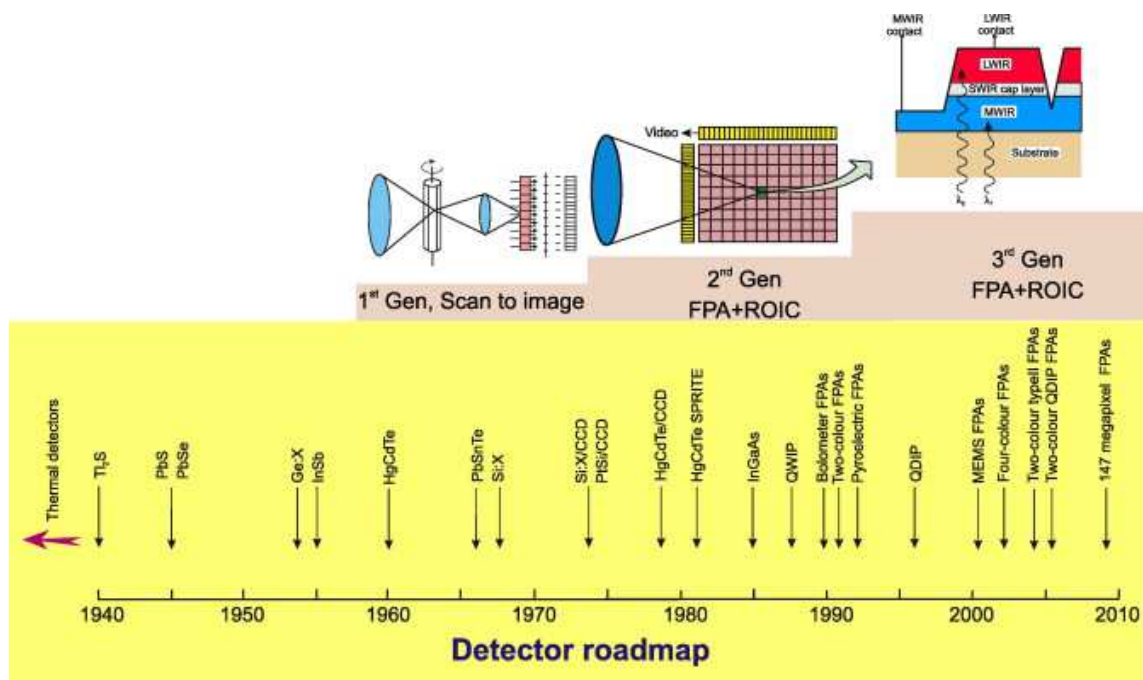 MWIR contact
LWIR contact
LWIR
SWIR cap layer
MWIR
Substrate
Video
1st Gen, Scan to image
2nd Gen
FPA+ROIC
3rd Gen
FPA+ROIC
Thermal detectors
Tl2S
PbS
PbSe
Ge:X
InSb
HgCdTe
PbSnTe
Si:X
Si:X/CCD
PtSi/CCD
HgCdTe/CCD
HgCdTe SPRITE
InGaAs
QWIP
Bolometer FPAs
Two-colour FPAs
Pyroelectric FPAs
QDIP
MEMS FPAs
Four-colour FPAs
Two-colour typeII FPAs
Two-colour QDIP FPAs
147 megapixel FPAs
1940 1950 1960 1970 1980 1990 2000 2010
Detector roadmap